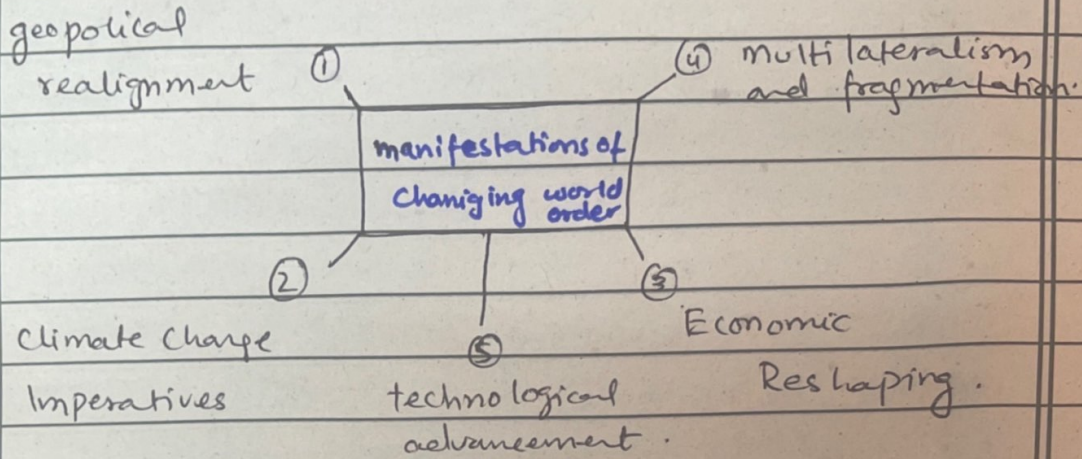 geopolical
realignment
①
④ multilateralism
and fragmentation.
manifestations of
Chaniging world
order
②
③
Climate Change
Imperatives
⑤
technological
advancement.
Economic
Reshaping.